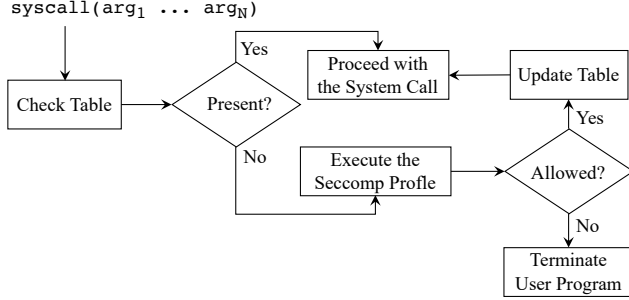 syscall(arg1 ... argN)
Check Table
Present?
Yes
No
Proceed with
the System Call
Update Table
Execute the
Seccomp Profle
Allowed?
Yes
No
Terminate
User Program